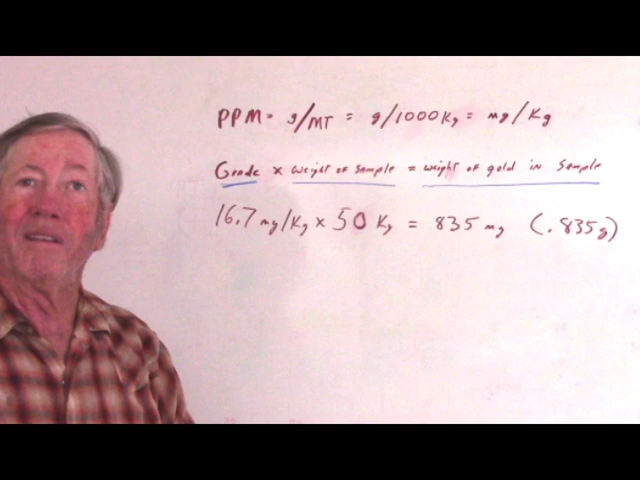 PPM = g/MT = g/1000Kg = mg/Kg
Grade x weight of sample = weight of gold in sample
16.7 mg/Kg x 50 Kg = 835 mg (.835g)